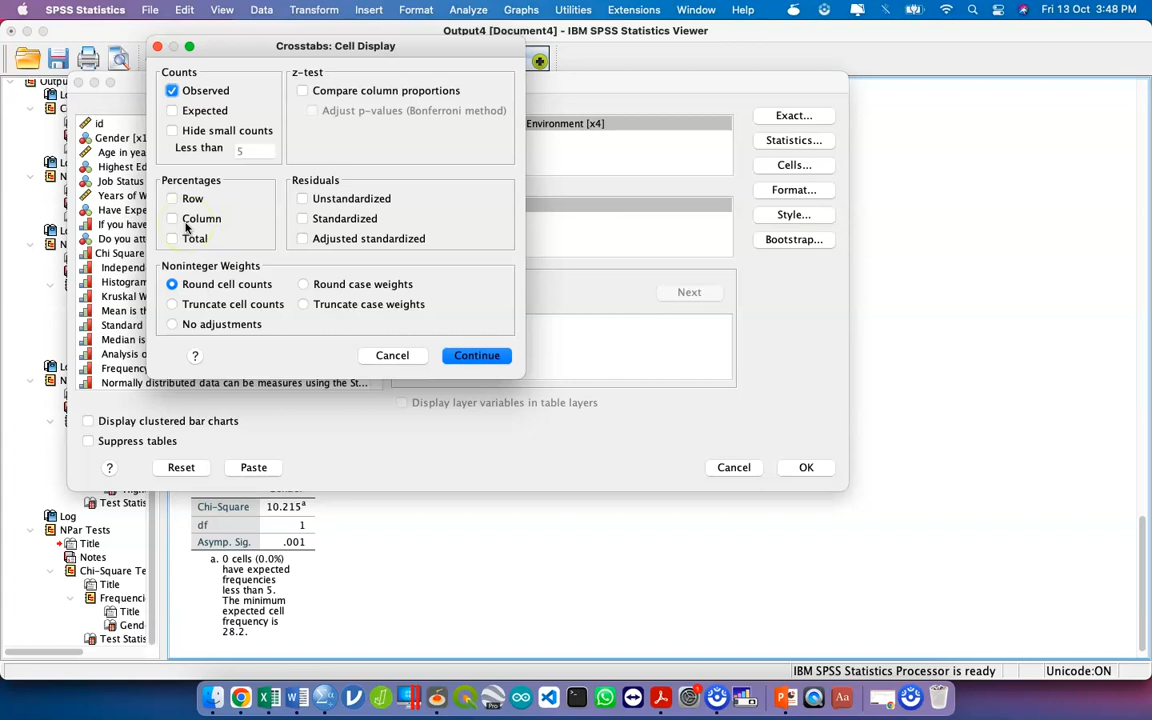 SPSS Statistics File Edit View Data Transform Insert Format Analyze Graphs Utilities Extensions Window Help Fri 13 Oct 3:48 PM
Output4 [Document4] - IBM SPSS Statistics Viewer
Crosstabs: Cell Display
Counts
Observed
Expected
Hide small counts
Less than 5
z-test
Compare column proportions
Adjust p-values (Bonferroni method)
Percentages
Row
Column
Total
Residuals
Unstandardized
Standardized
Adjusted standardized
Noninteger Weights
Round cell counts
Round case weights
Truncate cell counts
Truncate case weights
No adjustments
?
Cancel
Continue
Outpu
id
Gender [x1
Age in yea
Highest Ed
Job Status
Years of W
Have Expe
If you have
Do you att
Chi Square
Independ
Histogram
Kruskal W
Mean is th
Standard
Median is
Analysis o
Frequency
Normally distributed data can be measures using the St...
Environment [x4]
Exact...
Statistics...
Cells...
Format...
Style...
Bootstrap...
Next
Display layer variables in table layers
Display clustered bar charts
Suppress tables
?
Reset
Paste
Cancel
OK
Test Statis
Log
NPar Tests
Title
Notes
Chi-Square Te
Title
Frequenci
Title
Gend
Test Statis
Chi-Square 10.215a
df 1
Asymp. Sig. .001
a. 0 cells (0.0%)
have expected
frequencies
less than 5.
The minimum
expected cell
frequency is
28.2.
IBM SPSS Statistics Processor is ready
Unicode:ON